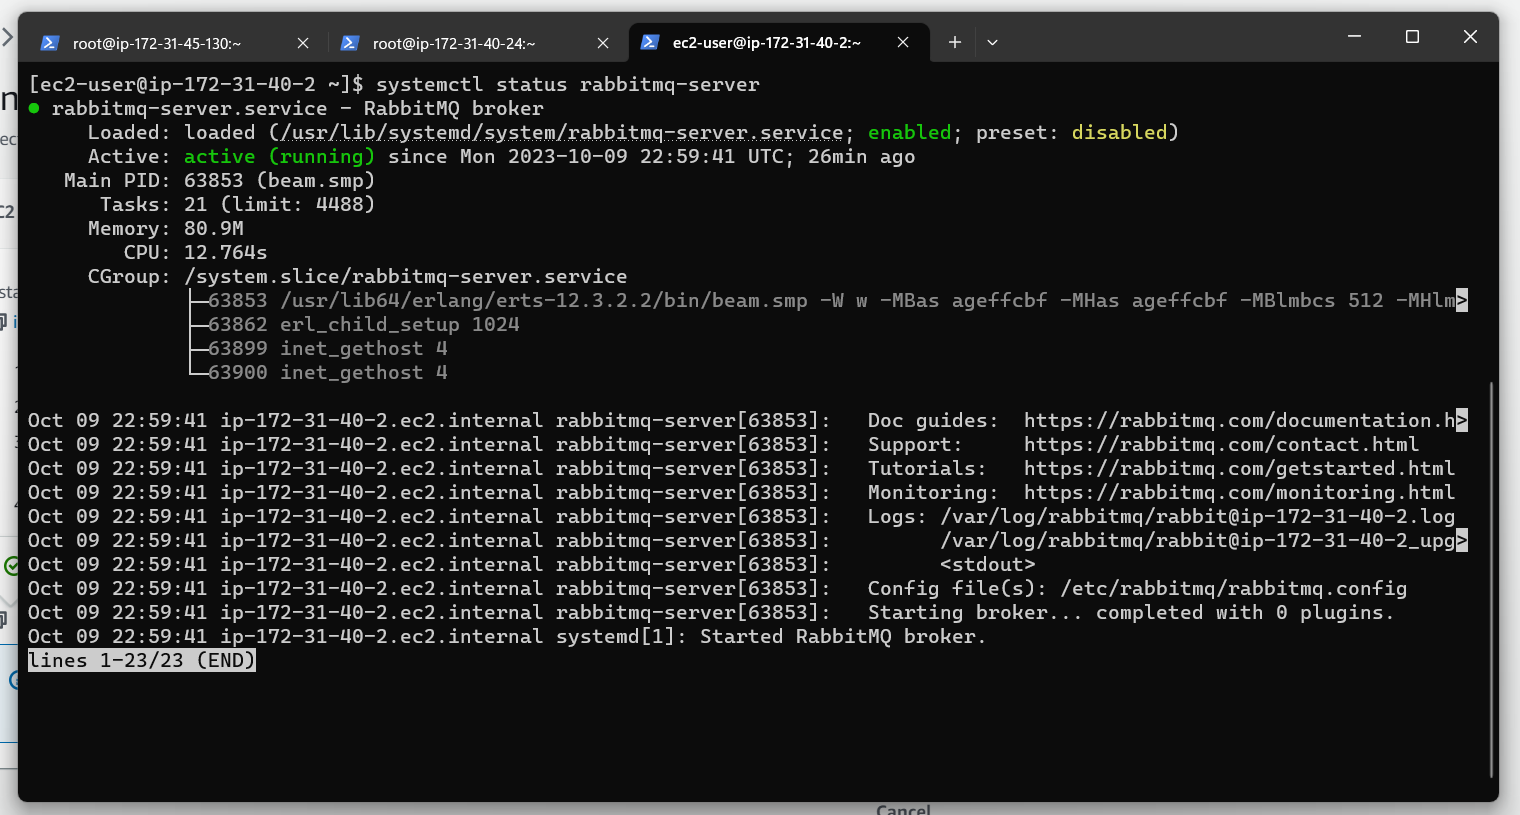 root@ip-172-31-45-130:~
root@ip-172-31-40-24:~
ec2-user@ip-172-31-40-2:~
[ec2-user@ip-172-31-40-2 ~]$ systemctl status rabbitmq-server
● rabbitmq-server.service - RabbitMQ broker
Loaded: loaded (/usr/lib/systemd/system/rabbitmq-server.service; enabled; preset: disabled)
Active: active (running) since Mon 2023-10-09 22:59:41 UTC; 26min ago
Main PID: 63853 (beam.smp)
Tasks: 21 (limit: 4488)
Memory: 80.9M
CPU: 12.764s
CGroup: /system.slice/rabbitmq-server.service
├─63853 /usr/lib64/erlang/erts-12.3.2.2/bin/beam.smp -W w -MBas ageffcbf -MHas ageffcbf -MBlmbcs 512 -MHlm>
├─63862 erl_child_setup 1024
├─63899 inet_gethost 4
└─63900 inet_gethost 4
Oct 09 22:59:41 ip-172-31-40-2.ec2.internal rabbitmq-server[63853]: Doc guides: https://rabbitmq.com/documentation.h>
Oct 09 22:59:41 ip-172-31-40-2.ec2.internal rabbitmq-server[63853]: Support: https://rabbitmq.com/contact.html
Oct 09 22:59:41 ip-172-31-40-2.ec2.internal rabbitmq-server[63853]: Tutorials: https://rabbitmq.com/getstarted.html
Oct 09 22:59:41 ip-172-31-40-2.ec2.internal rabbitmq-server[63853]: Monitoring: https://rabbitmq.com/monitoring.html
Oct 09 22:59:41 ip-172-31-40-2.ec2.internal rabbitmq-server[63853]: Logs: /var/log/rabbitmq/rabbit@ip-172-31-40-2.log
Oct 09 22:59:41 ip-172-31-40-2.ec2.internal rabbitmq-server[63853]: /var/log/rabbitmq/rabbit@ip-172-31-40-2_upg>
Oct 09 22:59:41 ip-172-31-40-2.ec2.internal rabbitmq-server[63853]: <stdout>
Oct 09 22:59:41 ip-172-31-40-2.ec2.internal rabbitmq-server[63853]: Config file(s): /etc/rabbitmq/rabbitmq.config
Oct 09 22:59:41 ip-172-31-40-2.ec2.internal rabbitmq-server[63853]: Starting broker... completed with 0 plugins.
Oct 09 22:59:41 ip-172-31-40-2.ec2.internal systemd[1]: Started RabbitMQ broker.
lines 1-23/23 (END)
Cancel